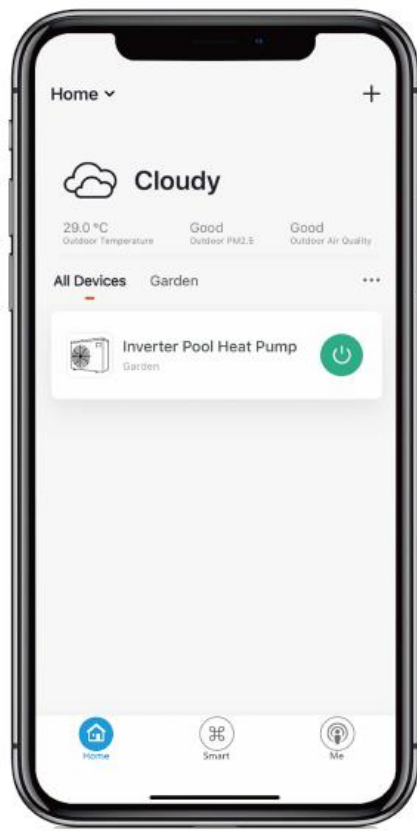 Home
Cloudy
29.0 °C Good Good
Outdoor Temperature Outdoor PM2.5 Outdoor Air Quality
All Devices Garden
Inverter Pool Heat Pump
Garden
Home Smart Me